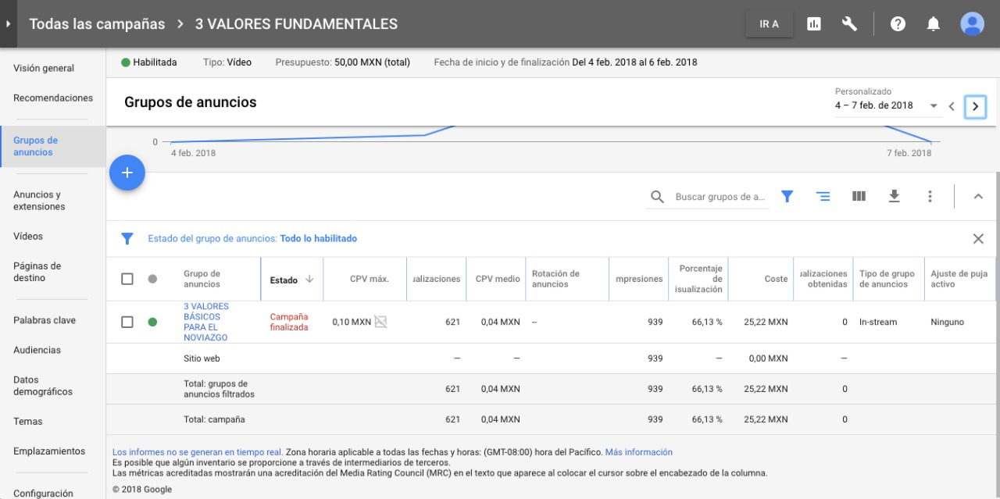 Todas las campañas > 3 VALORES FUNDAMENTALES
IR A
Habilitada Tipo: Vídeo Presupuesto: 50,00 MXN (total) Fecha de inicio y de finalización Del 4 feb. 2018 al 6 feb. 2018
Grupos de anuncios
Personalizado
4 – 7 feb. de 2018
0
4 feb. 2018 7 feb. 2018
Visión general
Recomendaciones
Grupos de
anuncios
Anuncios y
extensiones
Vídeos
Páginas de
destino
Palabras clave
Audiencias
Datos
demográficos
Temas
Emplazamientos
Configuración
Buscar grupos de a...
Estado del grupo de anuncios: Todo lo habilitado
Grupo de
anuncios
Estado
CPV máx.
ualizaciones
CPV medio
Rotación de
anuncios
mpresiones
Porcentaje
de
isualización
Coste
ualizaciones
obtenidas
Tipo de grupo
de anuncios
Ajuste de puja
activo
3 VALORES
BÁSICOS
PARA EL
NOVIAZGO
Campaña
finalizada
0,10 MXN 621 0,04 MXN – 939 66,13 % 25,22 MXN 0 In-stream Ninguno
Sitio web — — 939 — 0,00 MXN —
Total: grupos de
anuncios filtrados
621 0,04 MXN 939 66,13 % 25,22 MXN 0
Total: campaña 621 0,04 MXN 939 66,13 % 25,22 MXN 0
Los informes no se generan en tiempo real. Zona horaria aplicable a todas las fechas y horas: (GMT-08:00) hora del Pacífico. Más información
Es posible que algún inventario se proporcione a través de intermediarios de terceros.
Las métricas acreditadas mostrarán una acreditación del Media Rating Council (MRC) en el texto que aparece al colocar el cursor sobre el encabezado de la columna.
© 2018 Google